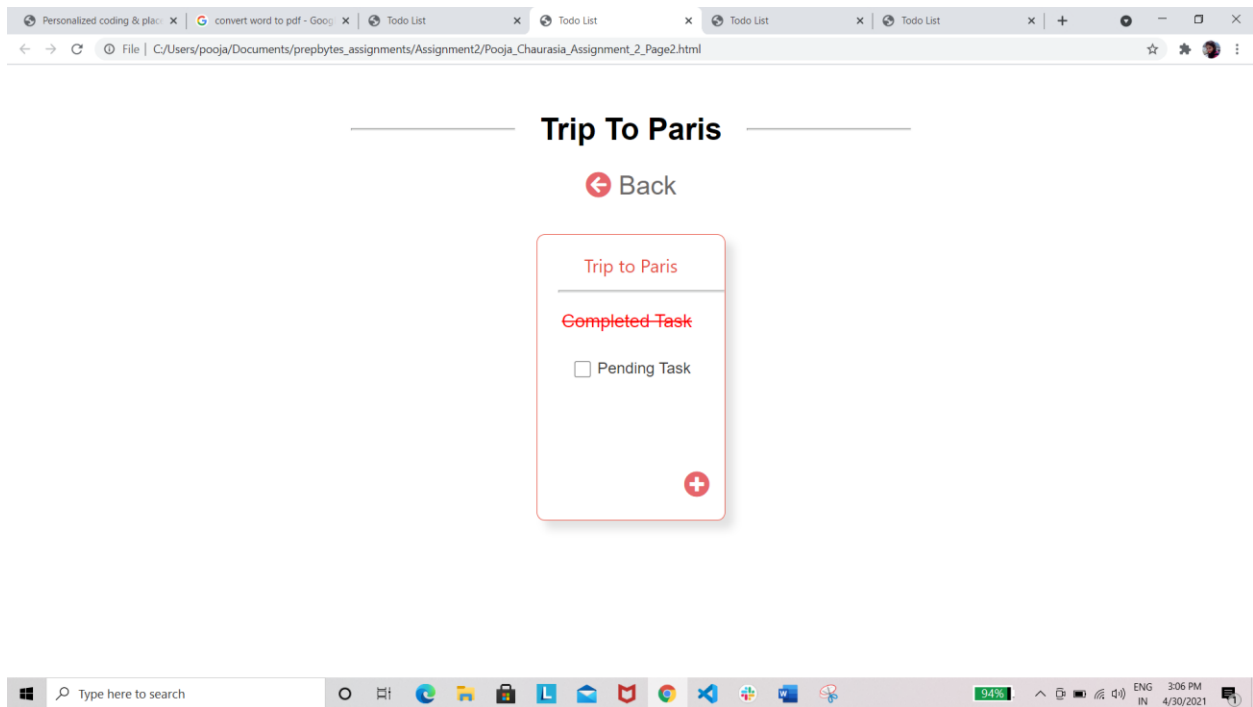 Personalized coding & plac
convert word to pdf - Goog
Todo List
Todo List
Todo List
Todo List
File C:/Users/pooja/Documents/prepbytes_assignments/Assignment2/Pooja_Chaurasia_Assignment_2_Page2.html
Trip To Paris
Back
Trip to Paris
Completed Task
Pending Task
Type here to search
94%
ENG
IN
3:06 PM
4/30/2021